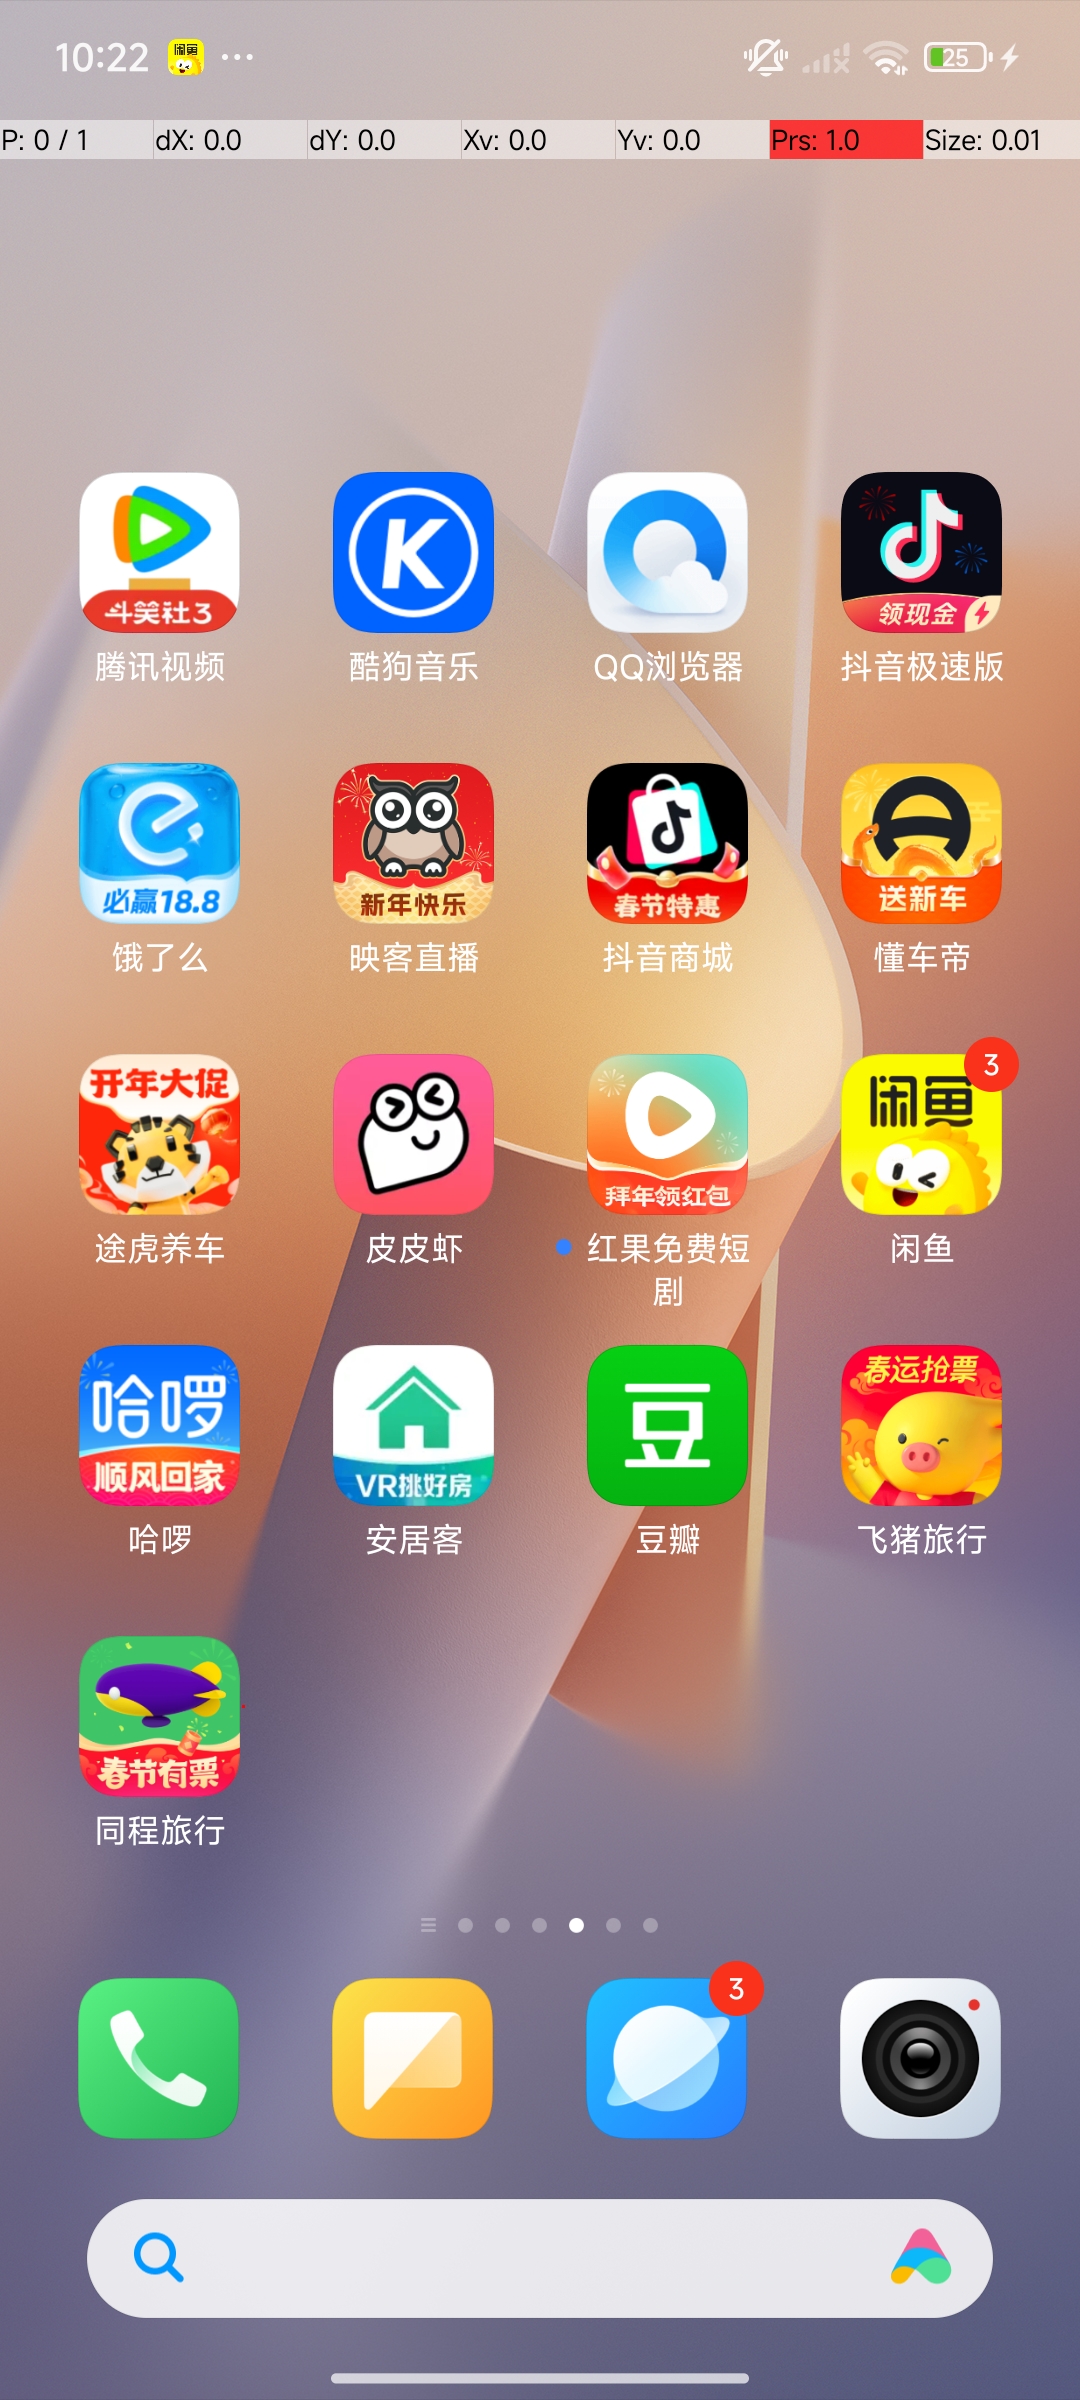 10:22 闲鱼 ... 25
P: 0 / 1 dX: 0.0 dY: 0.0 Xv: 0.0 Yv: 0.0 Prs: 1.0 Size: 0.01
斗笑社3
K
领现金
腾讯视频 酷狗音乐 QQ浏览器 抖音极速版
必赢18.8
新年快乐
春节特惠
送新车
饿了么 映客直播 抖音商城 懂车帝
开年大促
拜年领红包
闲鱼
3
途虎养车 皮皮虾 红果免费短 闲鱼
剧
哈啰
顺风回家
VR挑好房
豆
春运抢票
哈啰 安居客 豆瓣 飞猪旅行
春节有票
同程旅行
3